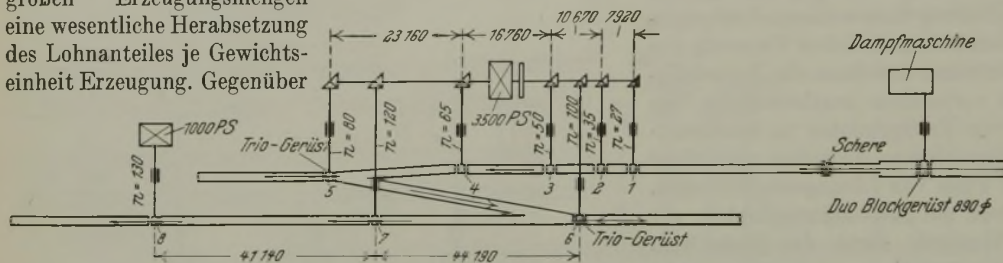 großen Erzeugungsmengen
eine wesentliche Herabsetzung
des Lohnanteiles je Gewichts-
einheit Erzeugung. Gegenüber
10 670 7920
23 160 16 760
Dampfmaschine
3500 PS
1000 PS
Trio-Gerüst
n = 130
n = 80
n = 120
n = 65
n = 50
n = 100
n = 35
n = 27
Schere
5 4 3 2 1
Duo Blockgerüst 890 ϕ
8 7 6 Trio-Gerüst
41 140 44 190